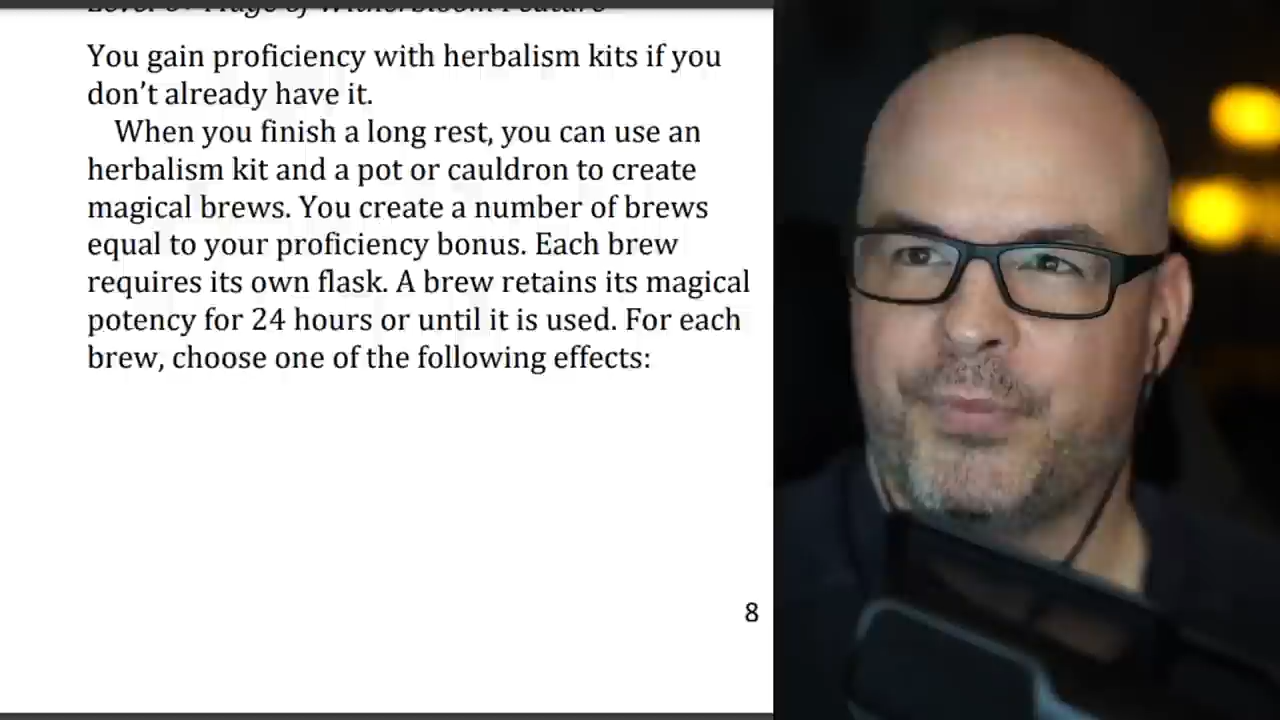 You gain proficiency with herbalism kits if you
don’t already have it.
When you finish a long rest, you can use an
herbalism kit and a pot or cauldron to create
magical brews. You create a number of brews
equal to your proficiency bonus. Each brew
requires its own flask. A brew retains its magical
potency for 24 hours or until it is used. For each
brew, choose one of the following effects:
8